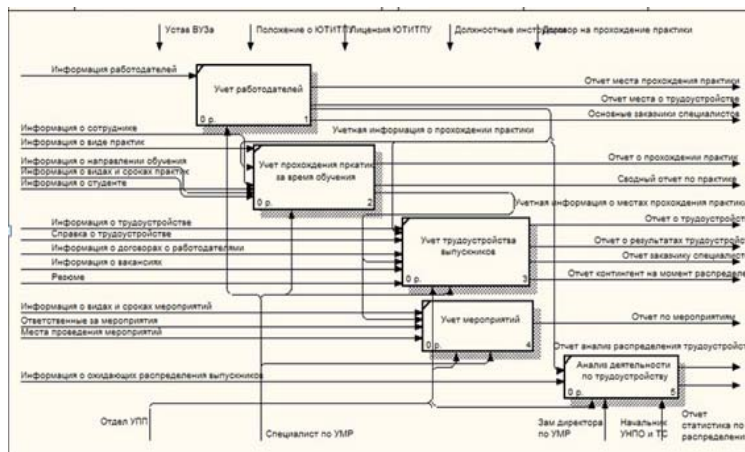 Устав ВУЗа
Положение о ЮТИТПУ
Лицензия ЮТИТПУ
Должностные инструкции
Договор на прохождение практики
Информация работодателей
Учет работодателей
0 р. 1
Отчет места прохождения практики
Отчет места о трудоустройстве
Основные заказчики специалистов
Информация о сотруднике
Информация о виде практик
Информация о направлении обучения
Информация о видах и сроках практик
Информация о студенте
Учетная информация о прохождении практики
Учет прохождения пркатик
за время обучения
0 р. 2
Отчет о прохождении практик
Сводный отчет по практике
Учетная информация о местах прохождения практики
Информация о трудоустройстве
Справка о трудоустройстве
Информация о договорах о работодателями
Информация о вакансиях
Резюме
Учет трудоустройства
выпускников
0 р. 3
Отчет о трудоустройст
Отчет о результатах трудоустройст
Отчет заказчику специалист
Отчет контингент на момент распределе
Информация о видах и сроках мероприятий
Ответственные за мероприятия
Места проведения мероприятий
Учет мероприятий
0 р. 4
Отчет по мероприятиям
Отчет анализ распределения трудоустройст
Информация о ожидающих распределения выпускников
Анализ деятельности
по трудоустройству
0 р. 5
Отдел УПП
Специалист по УМР
Зам директора
по УМР
Начальник
УНПО и ТС
Отчет
статистика по
распределени